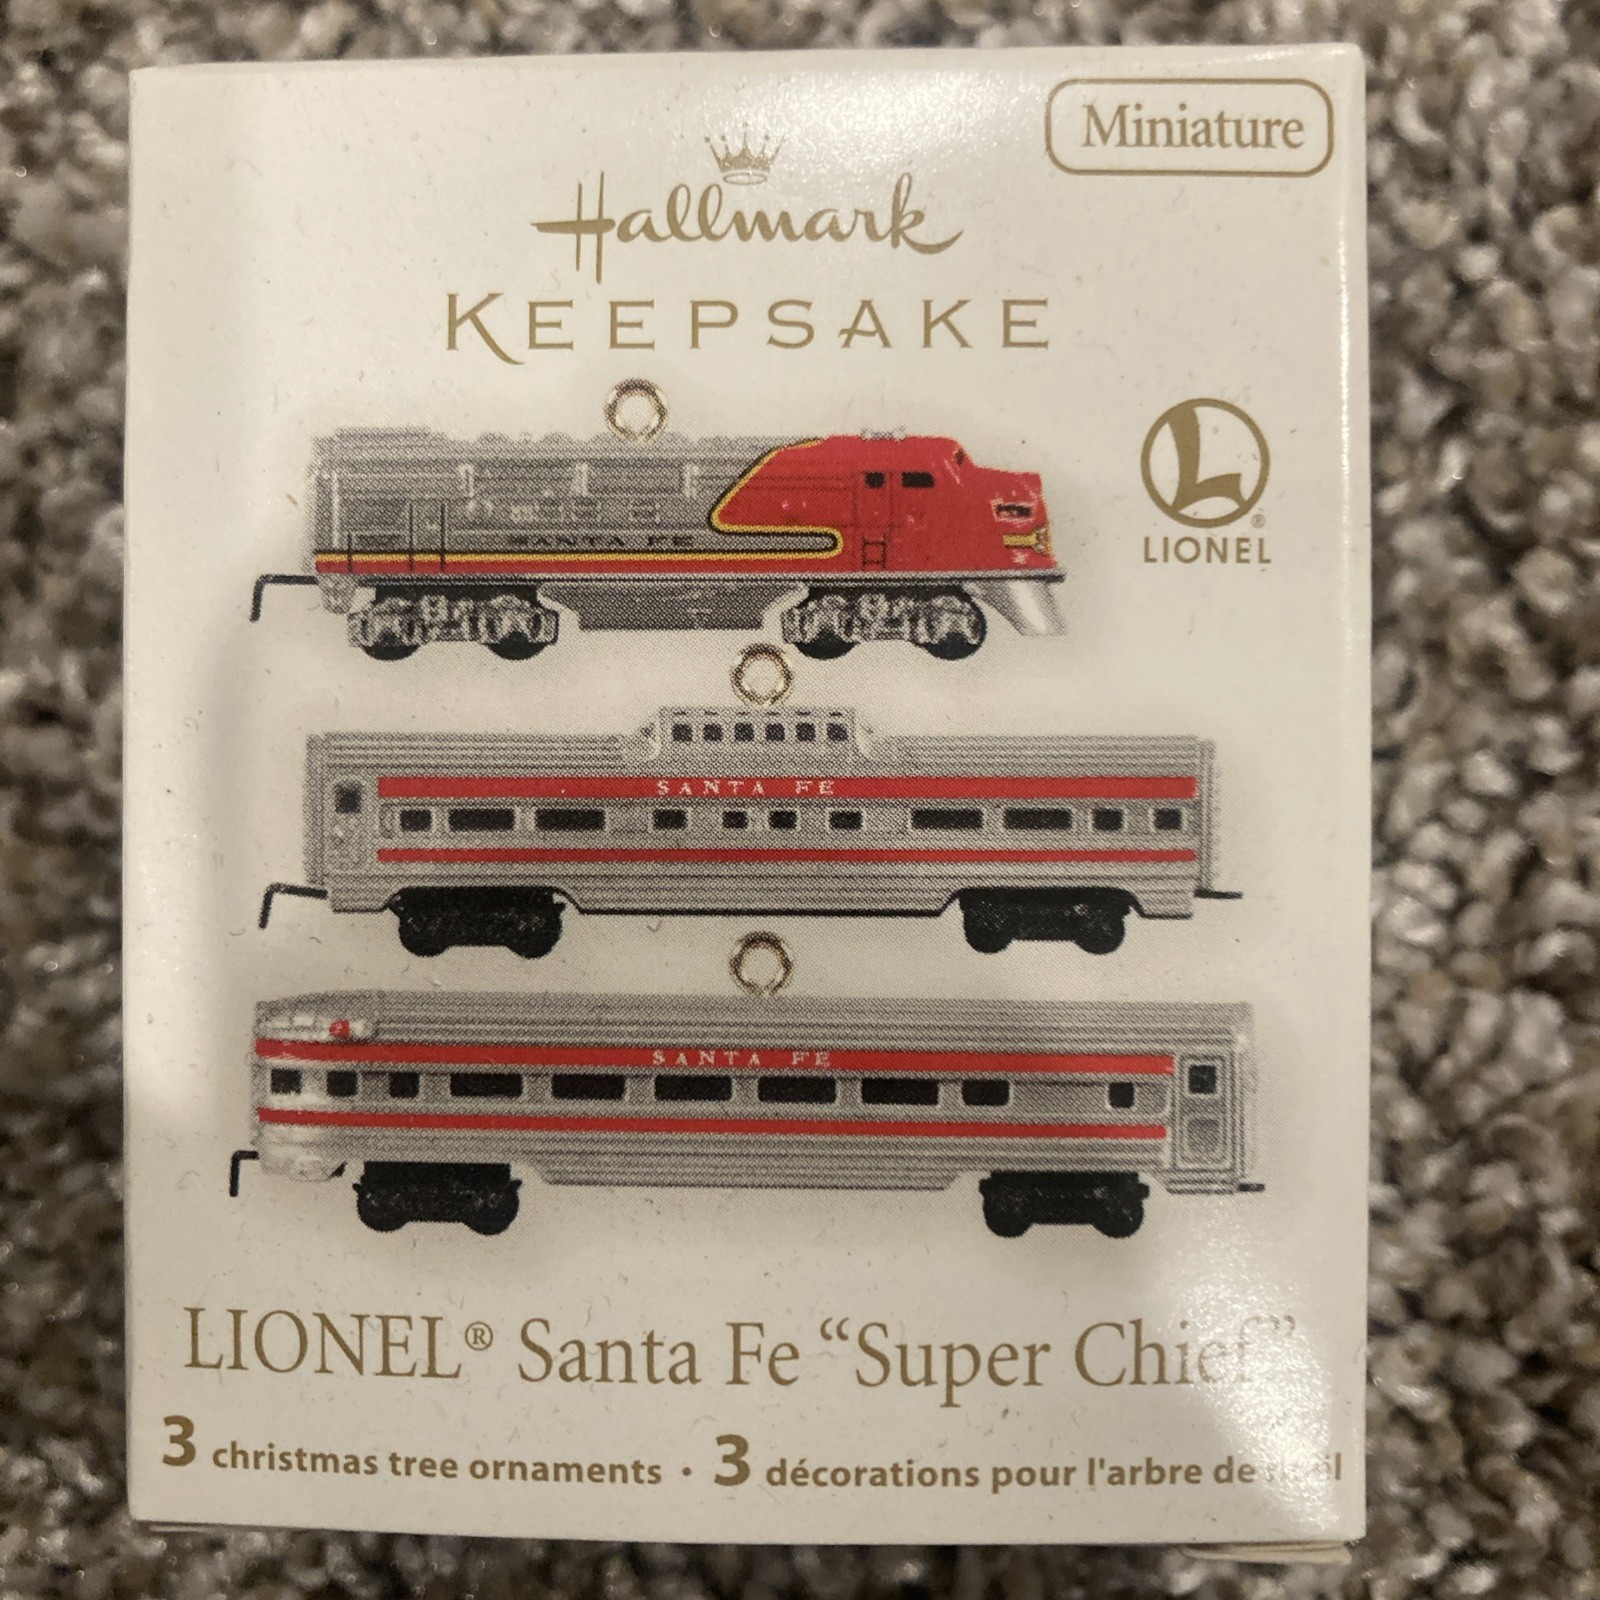 Miniature
Hallmark
KEEPSAKE
L®
LIONEL
SANTA FE
SANTA FE
SANTA FE
LIONEL® Santa Fe “Super Chief”
3 christmas tree ornaments • 3 décorations pour l'arbre de